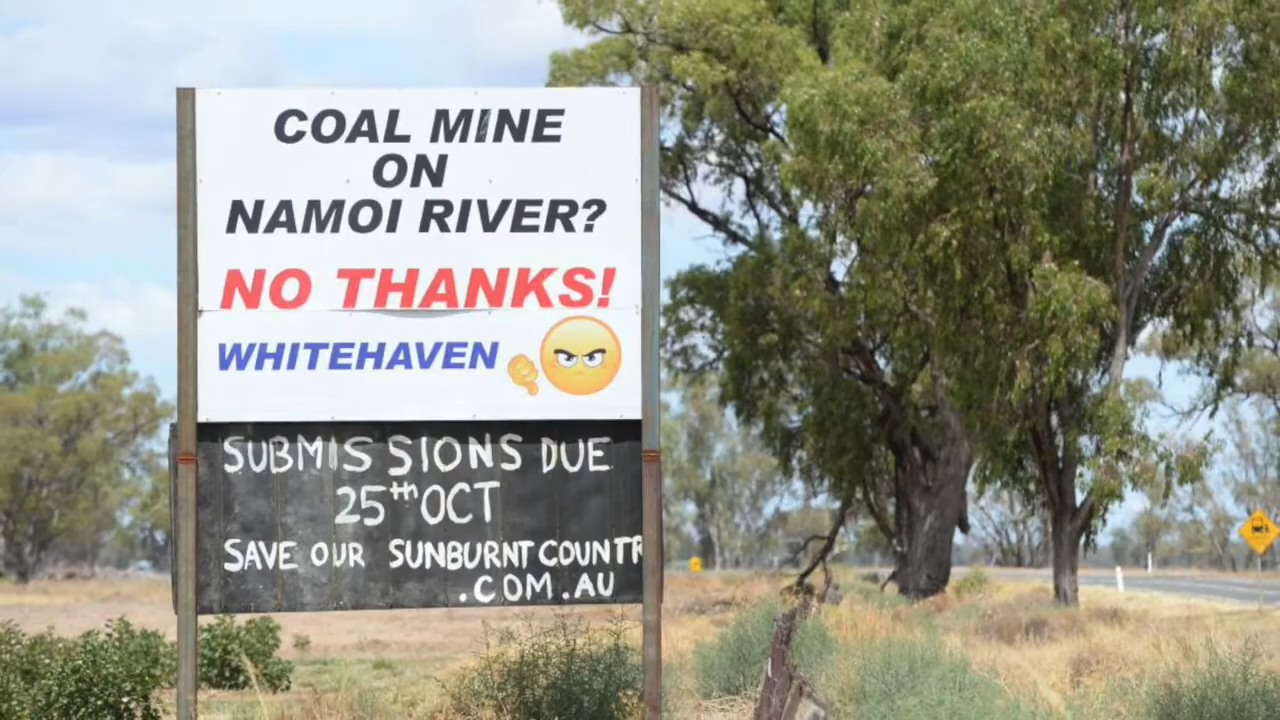 COAL MINE
ON
NAMOI RIVER?
NO THANKS!
WHITEHAVEN
SUBMISSIONS DUE
25th OCT
SAVE OUR SUNBURNT COUNTR
.COM.AU